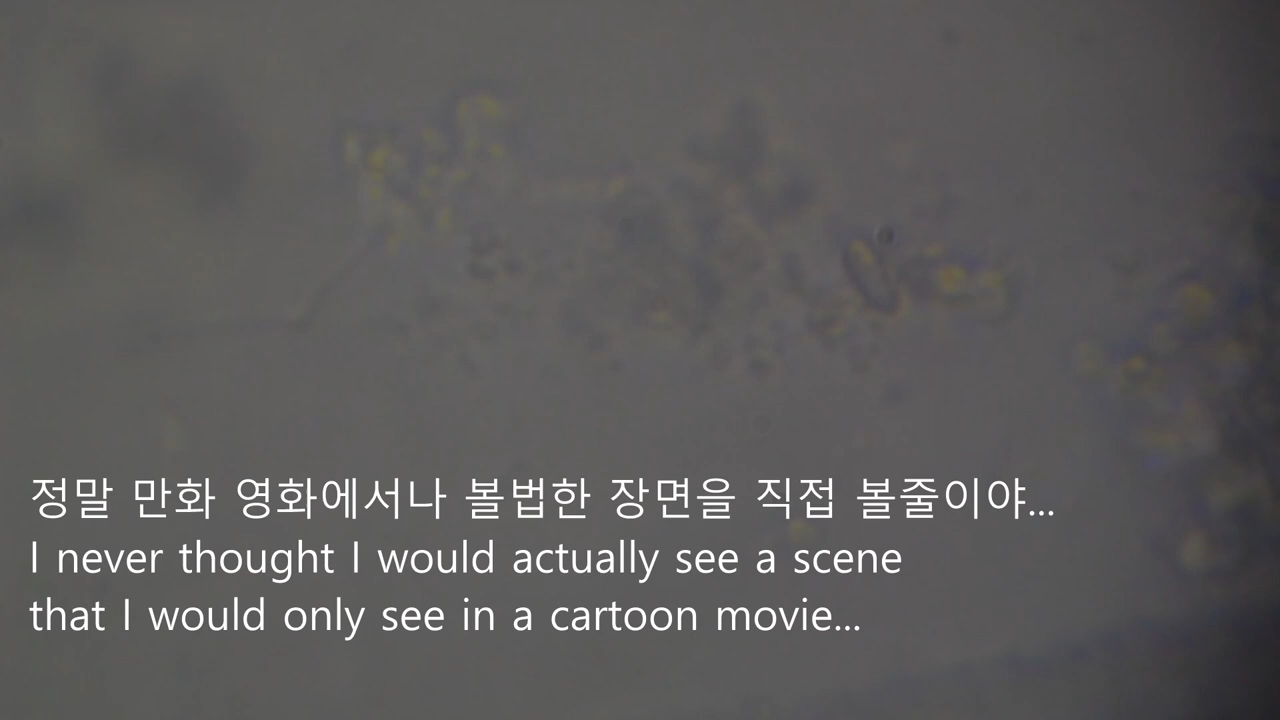 정말 만화 영화에서나 볼법한 장면을 직접 볼줄이야...
I never thought I would actually see a scene
that I would only see in a cartoon movie...